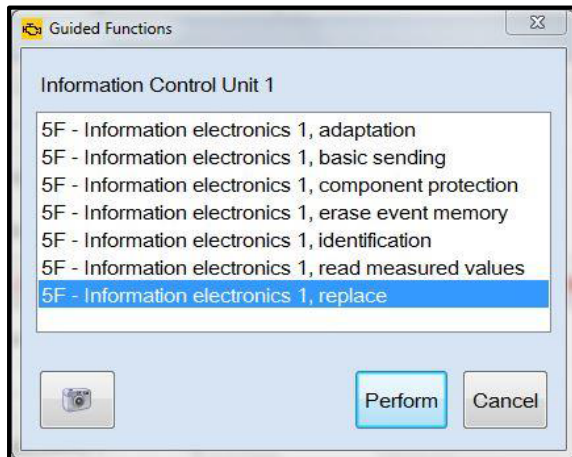 Guided Functions
Information Control Unit 1
5F - Information electronics 1, adaptation
5F - Information electronics 1, basic sending
5F - Information electronics 1, component protection
5F - Information electronics 1, erase event memory
5F - Information electronics 1, identification
5F - Information electronics 1, read measured values
5F - Information electronics 1, replace
Perform
Cancel